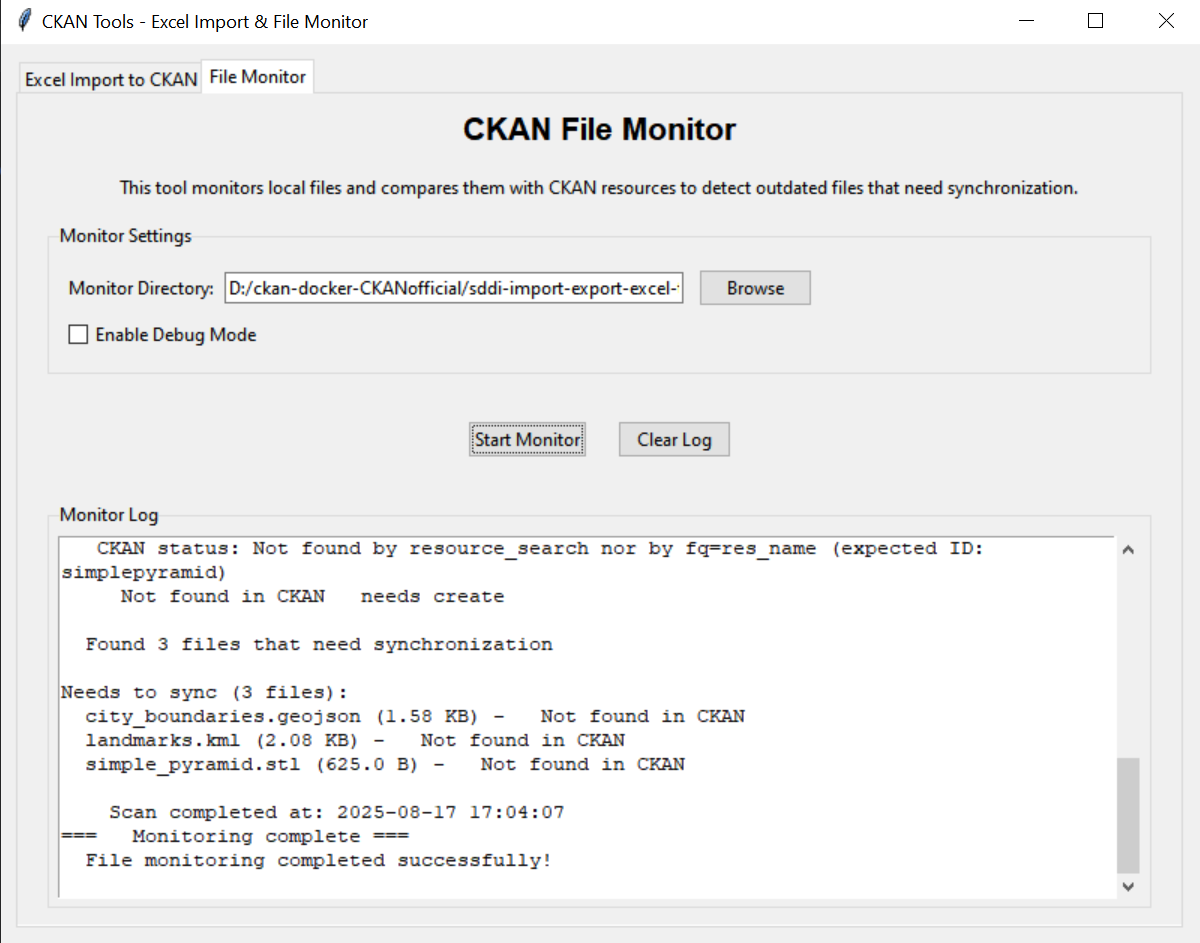 CKAN Tools - Excel Import & File Monitor
Excel Import to CKAN File Monitor
CKAN File Monitor
This tool monitors local files and compares them with CKAN resources to detect outdated files that need synchronization.
Monitor Settings
Monitor Directory: D:/ckan-docker-CKANofficial/sddi-import-export-excel- Browse
Enable Debug Mode
Start Monitor Clear Log
Monitor Log
CKAN status: Not found by resource_search nor by fq=res_name (expected ID:
simplepyramid)
Not found in CKAN needs create
Found 3 files that need synchronization
Needs to sync (3 files):
city_boundaries.geojson (1.58 KB) - Not found in CKAN
landmarks.kml (2.08 KB) - Not found in CKAN
simple_pyramid.stl (625.0 B) - Not found in CKAN
Scan completed at: 2025-08-17 17:04:07
=== Monitoring complete ===
File monitoring completed successfully!